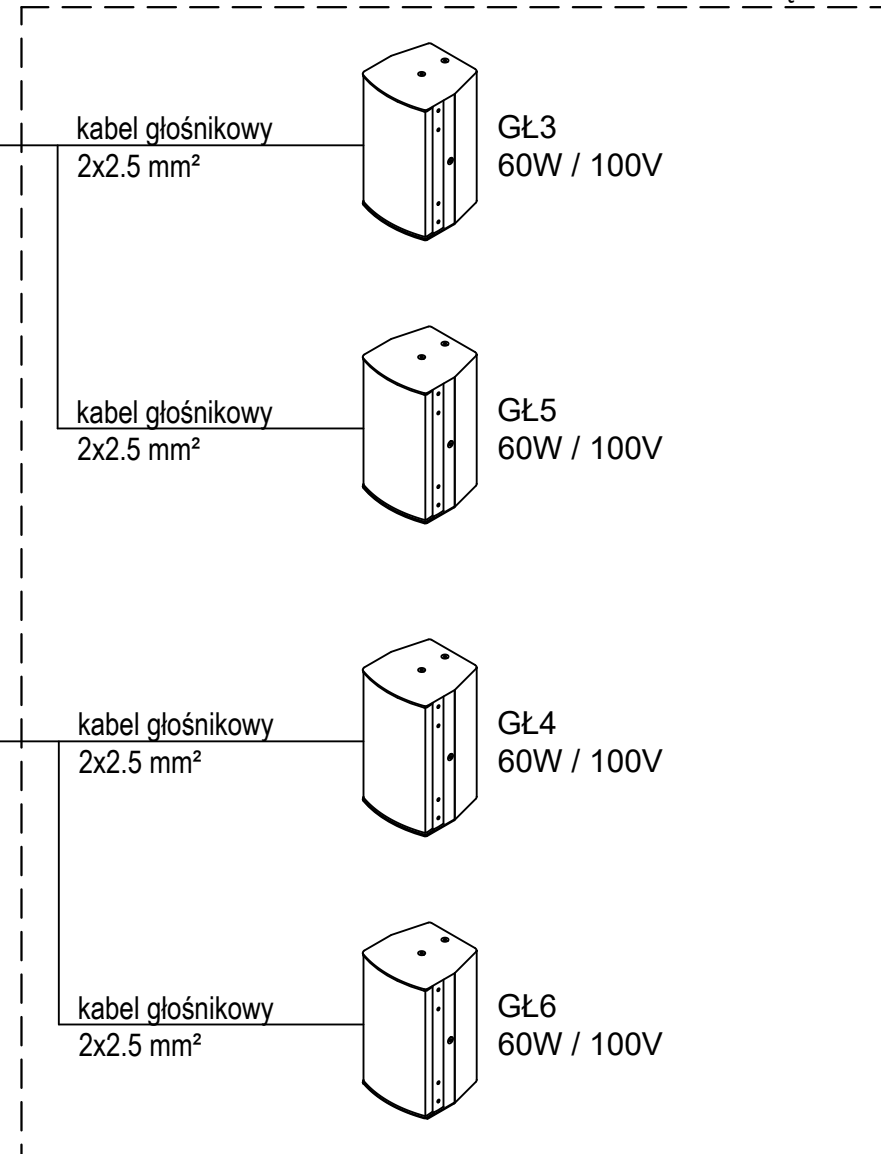 kabel głośnikowy
2x2.5 mm²
GŁ3
60W / 100V
kabel głośnikowy
2x2.5 mm²
GŁ5
60W / 100V
kabel głośnikowy
2x2.5 mm²
GŁ4
60W / 100V
kabel głośnikowy
2x2.5 mm²
GŁ6
60W / 100V